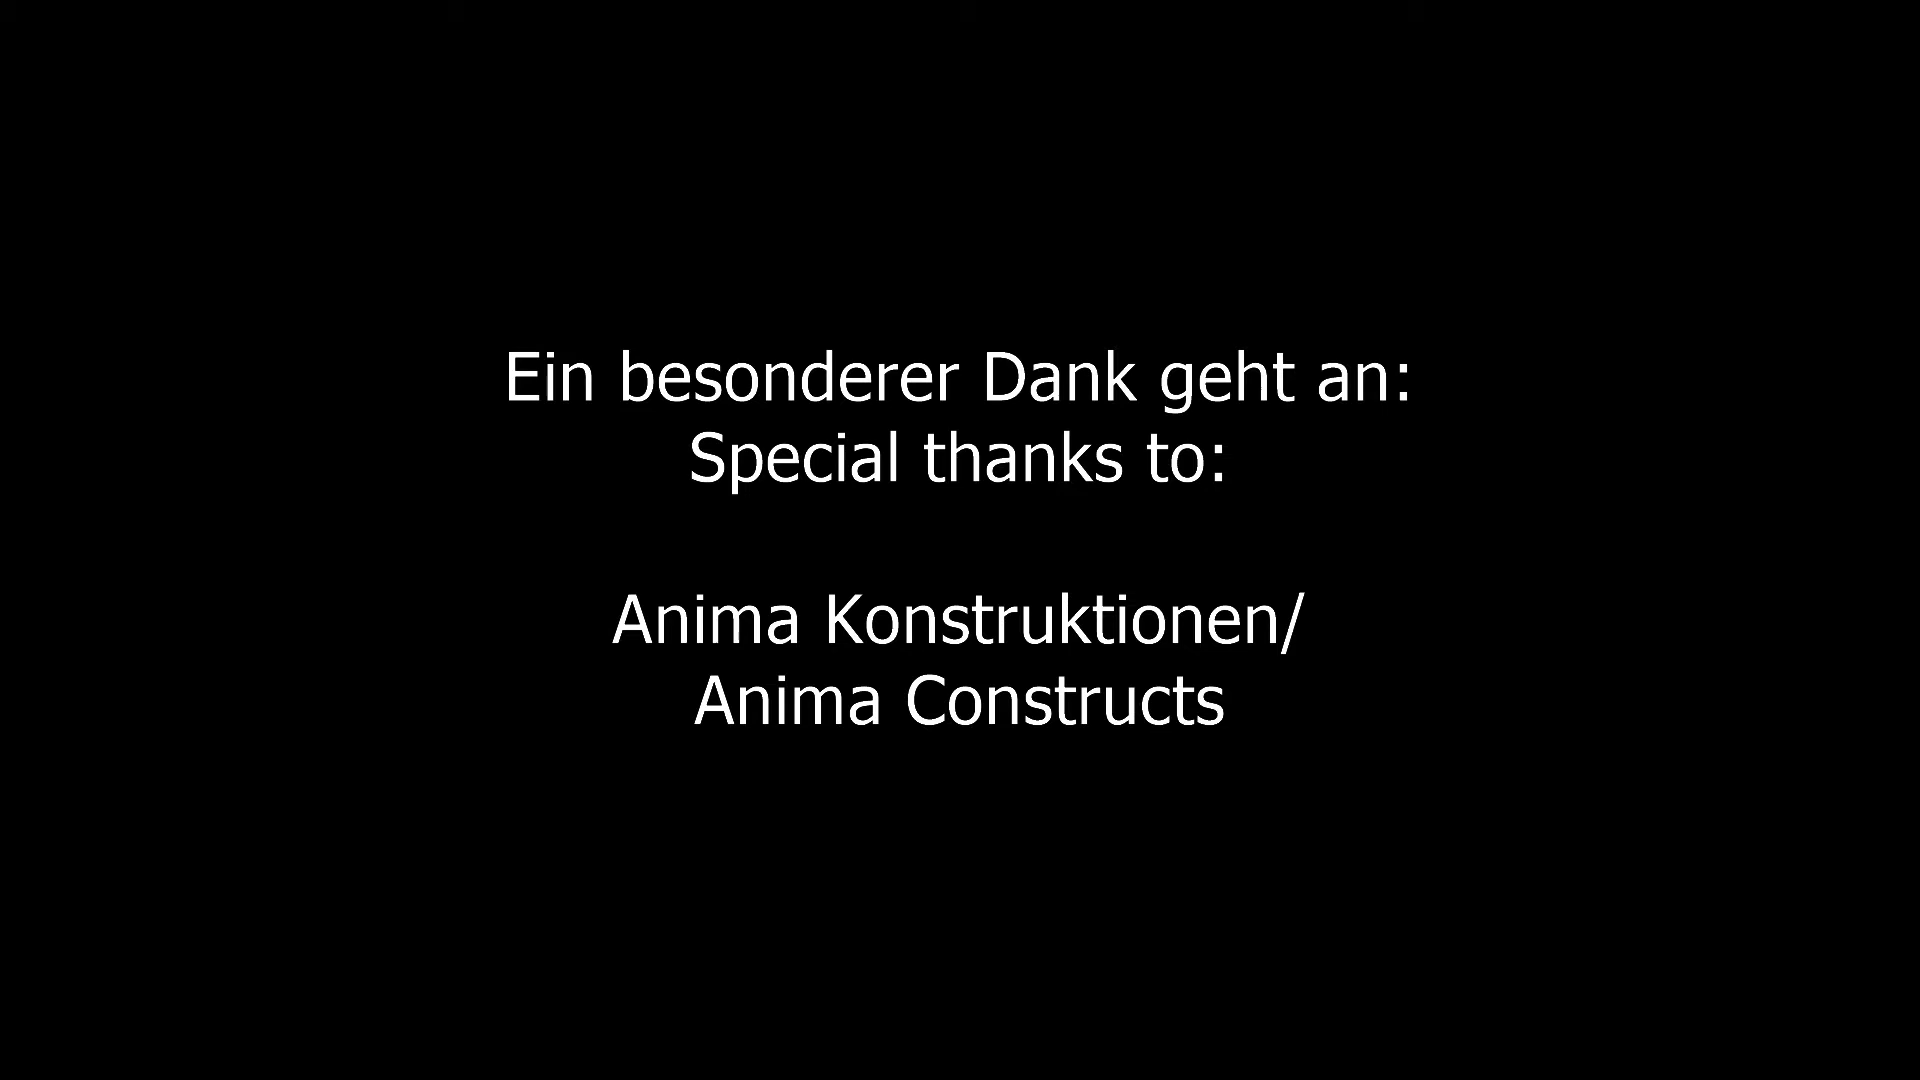 Ein besonderer Dank geht an:
Special thanks to:
Anima Konstruktionen/
Anima Constructs